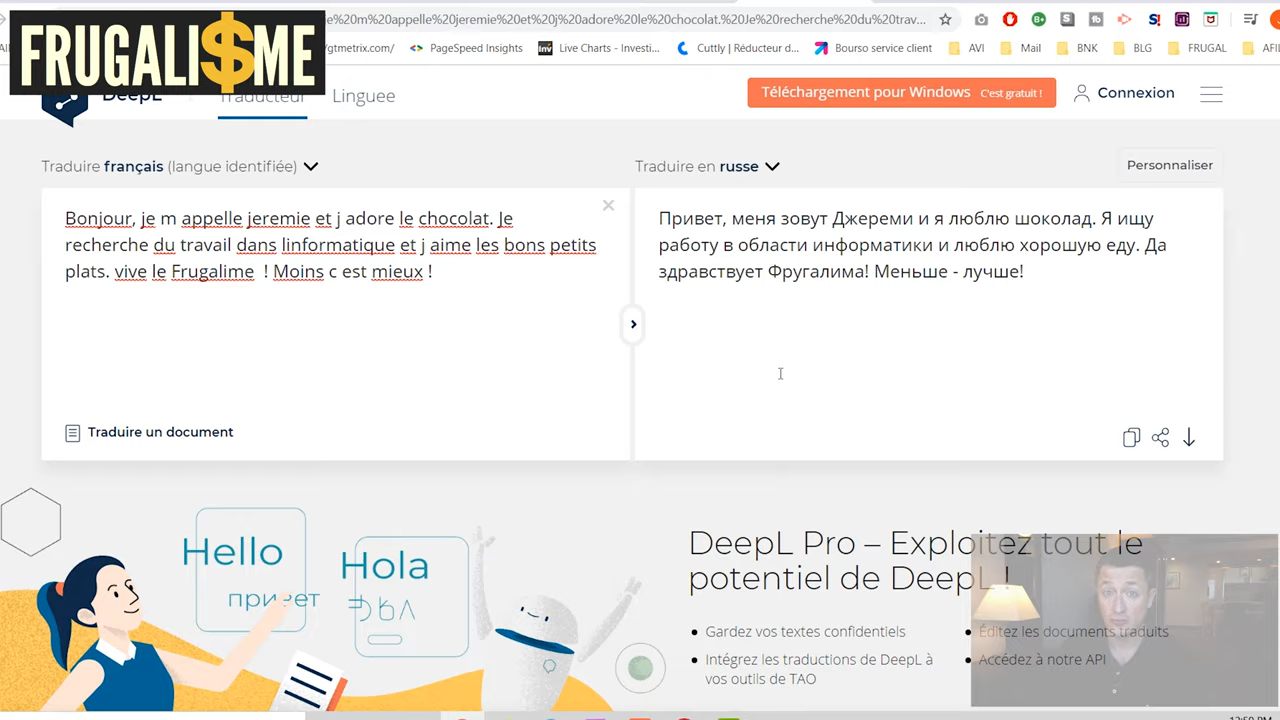 e%20m%20appelle%20jeremie%20et%20j%20adore%20le%20chocolat.%20Je%20recherche%20du%20trav...
FRUGALI$ME
gtmetrix.com/
PageSpeed Insights
Live Charts - Investi...
Cuttly | Réducteur d...
Bourso service client
AVI
Mail
BNK
BLG
FRUGAL
AFI
DeepL
Traducteur
Linguee
Téléchargement pour Windows C'est gratuit !
Connexion
Traduire français (langue identifiée)
Traduire en russe
Personnaliser
Bonjour, je m appelle jeremie et j adore le chocolat. Je
recherche du travail dans linformatique et j aime les bons petits
plats. vive le Frugalime ! Moins c est mieux !
Привет, меня зовут Джереми и я люблю шоколад. Я ищу
работу в области информатики и люблю хорошую еду. Да
здравствует Фругалима! Меньше - лучше!
Traduire un document
Hello
привет
Hola
DeepL Pro – Exploitez tout le
potentiel de DeepL !
Gardez vos textes confidentiels
Intégrez les traductions de DeepL à
vos outils de TAO
Éditez les documents traduits
Accédez à notre API